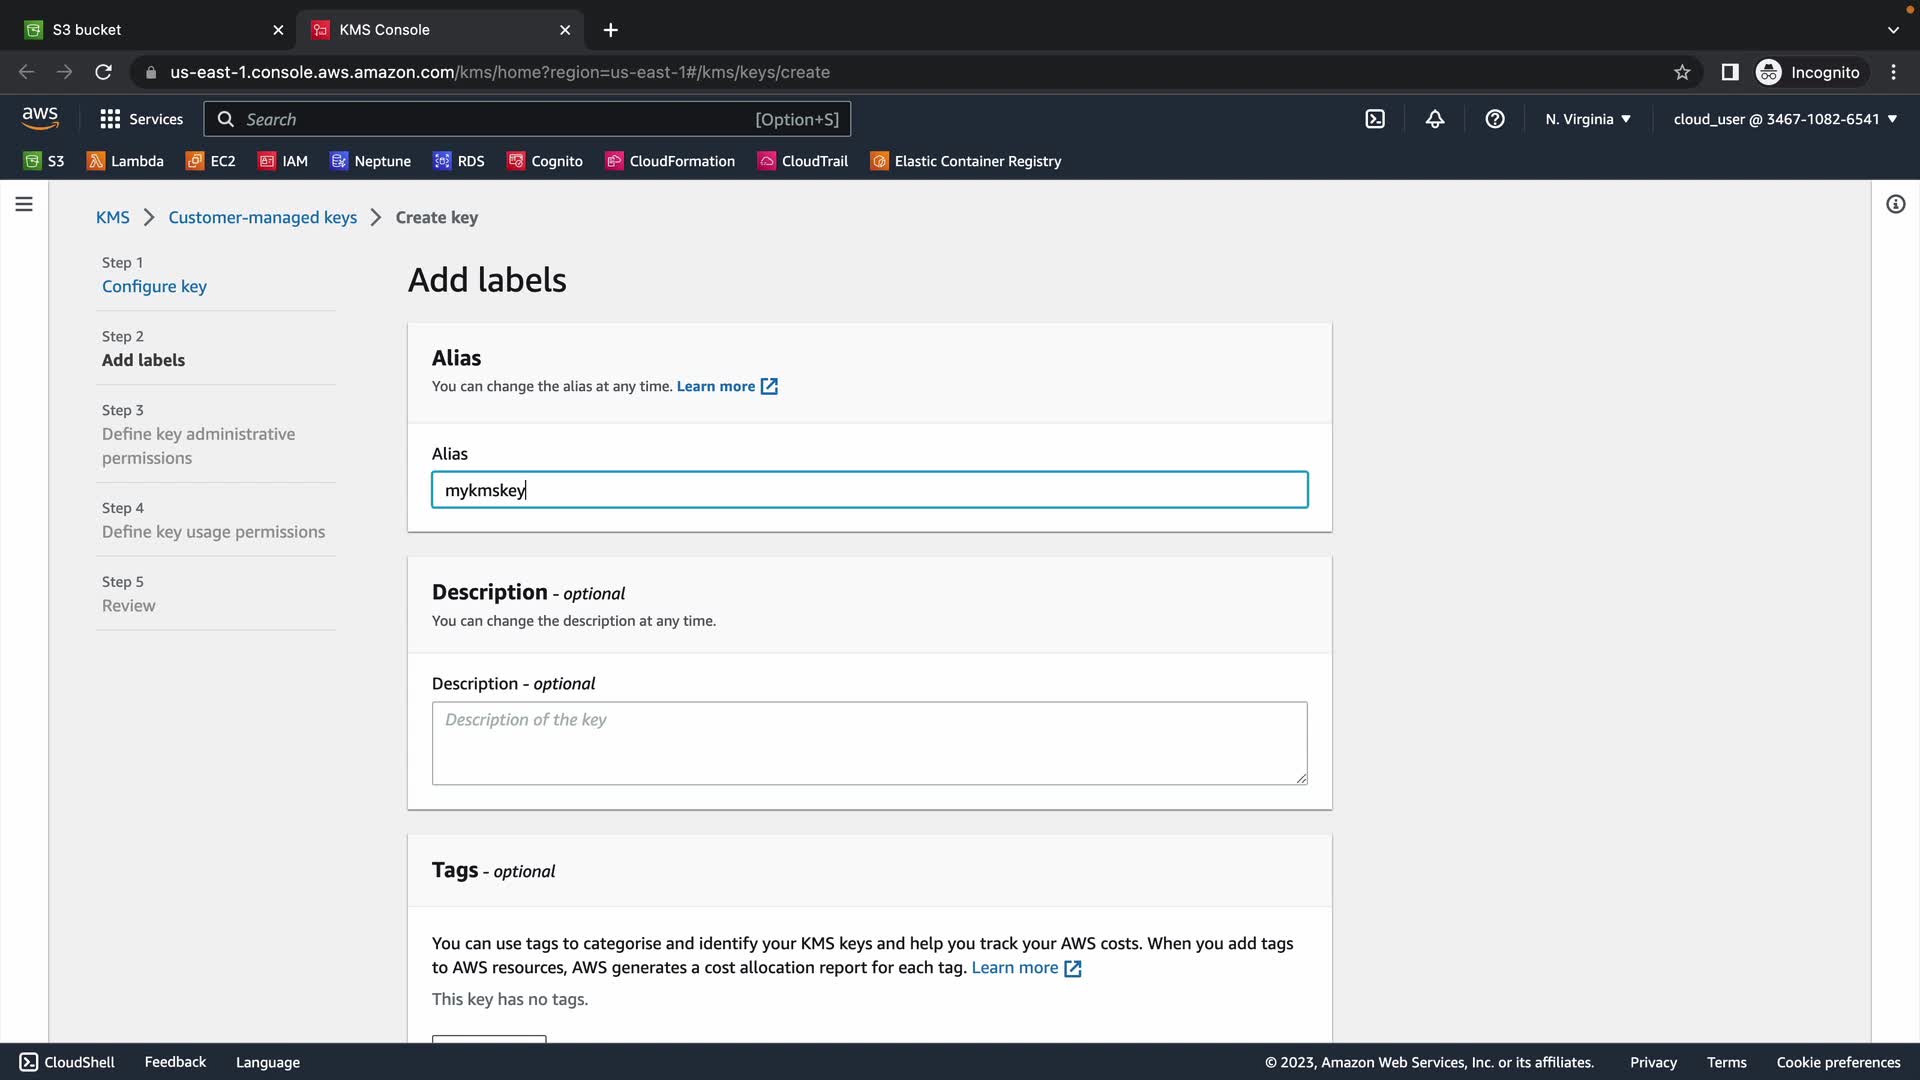 S3 bucket
KMS Console
us-east-1.console.aws.amazon.com/kms/home?region=us-east-1#/kms/keys/create
Incognito
aws
Services
Search
[Option+S]
N. Virginia
cloud_user @ 3467-1082-6541
S3
Lambda
EC2
IAM
Neptune
RDS
Cognito
CloudFormation
CloudTrail
Elastic Container Registry
KMS
Customer-managed keys
Create key
Step 1
Configure key
Step 2
Add labels
Step 3
Define key administrative
permissions
Step 4
Define key usage permissions
Step 5
Review
Add labels
Alias
You can change the alias at any time. Learn more
Alias
mykmskey
Description - optional
You can change the description at any time.
Description - optional
Description of the key
Tags - optional
You can use tags to categorise and identify your KMS keys and help you track your AWS costs. When you add tags
to AWS resources, AWS generates a cost allocation report for each tag. Learn more
This key has no tags.
CloudShell
Feedback
Language
© 2023, Amazon Web Services, Inc. or its affiliates.
Privacy
Terms
Cookie preferences